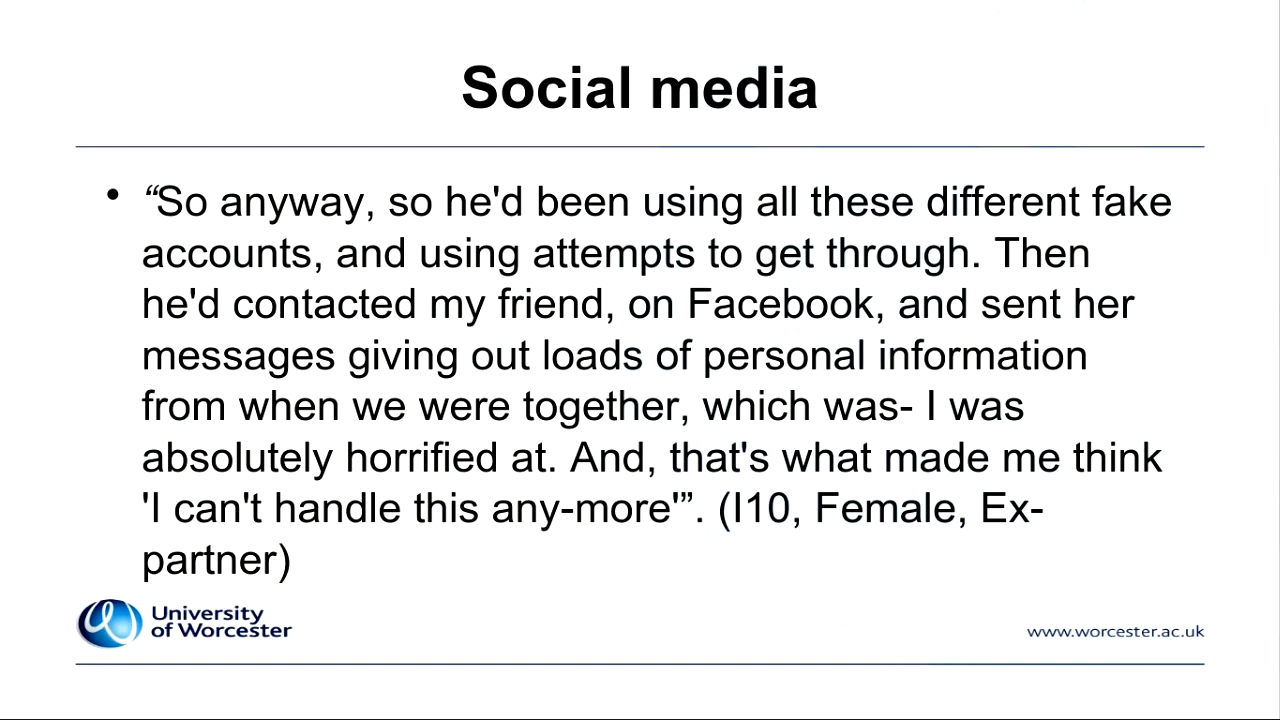 Social media
• “So anyway, so he'd been using all these different fake
accounts, and using attempts to get through. Then
he'd contacted my friend, on Facebook, and sent her
messages giving out loads of personal information
from when we were together, which was- I was
absolutely horrified at. And, that's what made me think
'I can't handle this any-more'”. (I10, Female, Ex-
partner)
University
of Worcester
www.worcester.ac.uk